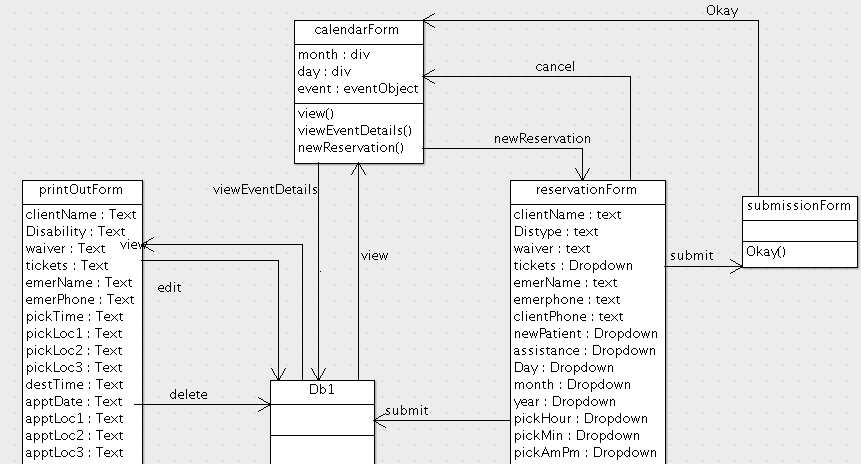 Okay
calendarForm
month : div
day : div
event : eventObject
view()
viewEventDetails()
newReservation()
cancel
newReservation
viewEventDetails
view
view
edit
delete
submit
submit
printOutForm
clientName : Text
Disability : Text
waiver : Text
tickets : Text
emerName : Text
emerPhone : Text
pickTime : Text
pickLoc1 : Text
pickLoc2 : Text
pickLoc3 : Text
destTime : Text
apptDate : Text
apptLoc1 : Text
apptLoc2 : Text
apptLoc3 : Text
Db1
reservationForm
clientName : text
Distype : text
waiver : text
tickets : Dropdown
emerName : text
emerphone : text
clientPhone : text
newPatient : Dropdown
assistance : Dropdown
Day : Dropdown
month : Dropdown
year : Dropdown
pickHour : Dropdown
pickMin : Dropdown
pickAmPm : Dropdown
submissionForm
Okay()